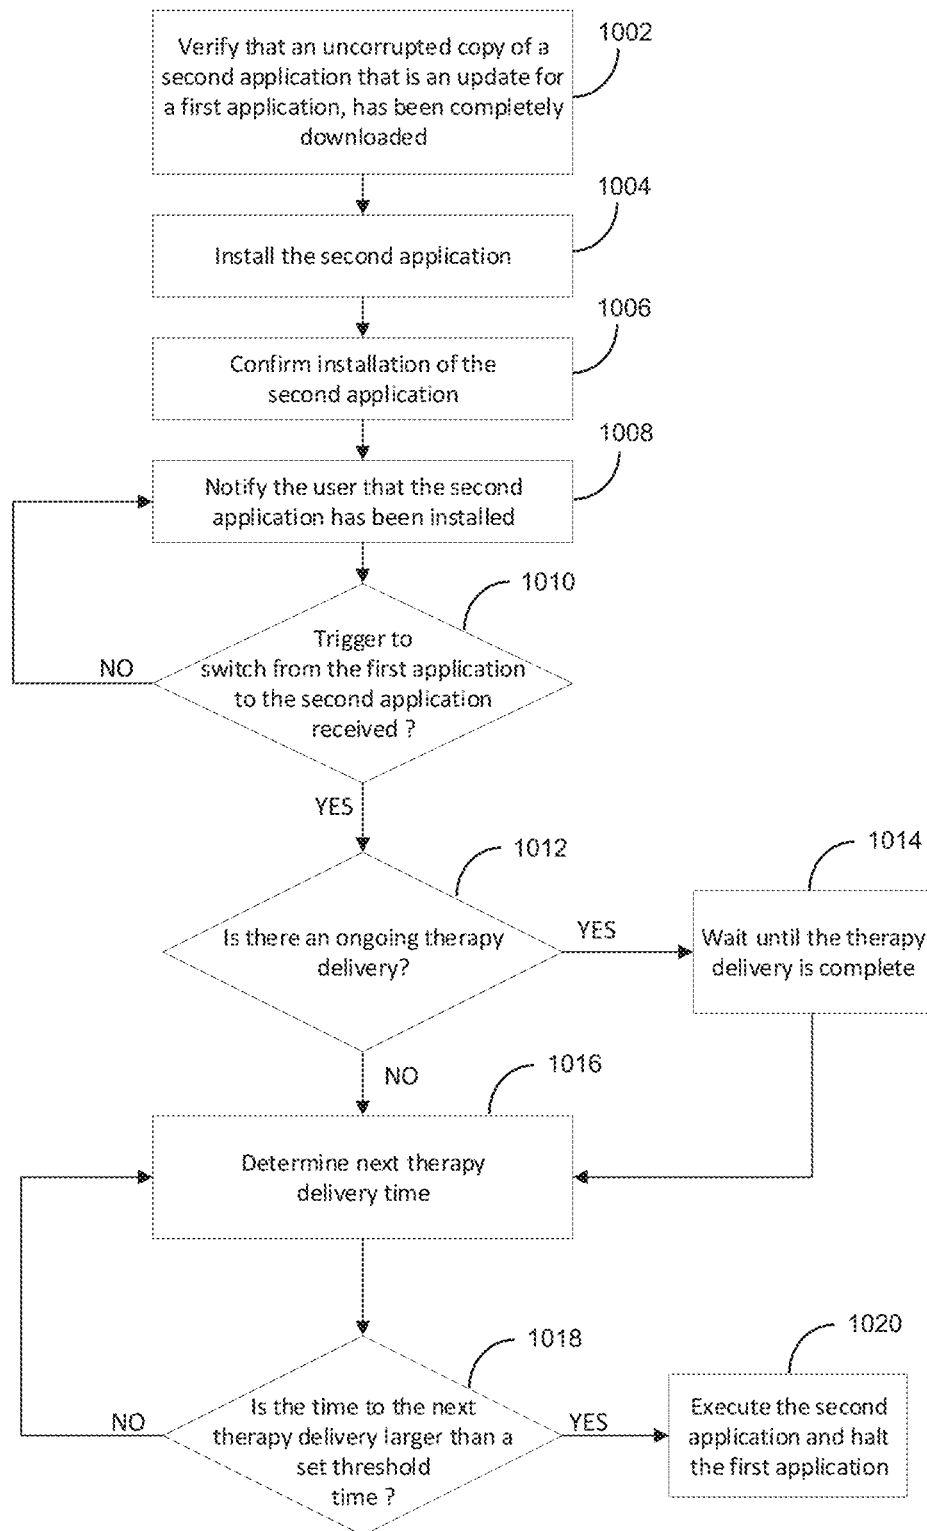 Verify that an uncorrupted copy of a
second application that is an update for
a first application, has been completely
downloaded
1002
Install the second application
1004
Confirm installation of the
second application
1006
Notify the user that the second
application has been installed
1008
Trigger to
switch from the first application
to the second application
received ?
1010
NO
YES
Is there an ongoing therapy
delivery?
1012
YES
Wait until the therapy
delivery is complete
1014
NO
Determine next therapy
delivery time
1016
Is the time to the next
therapy delivery larger than a
set threshold
time ?
1018
NO
YES
Execute the second
application and halt
the first application
1020